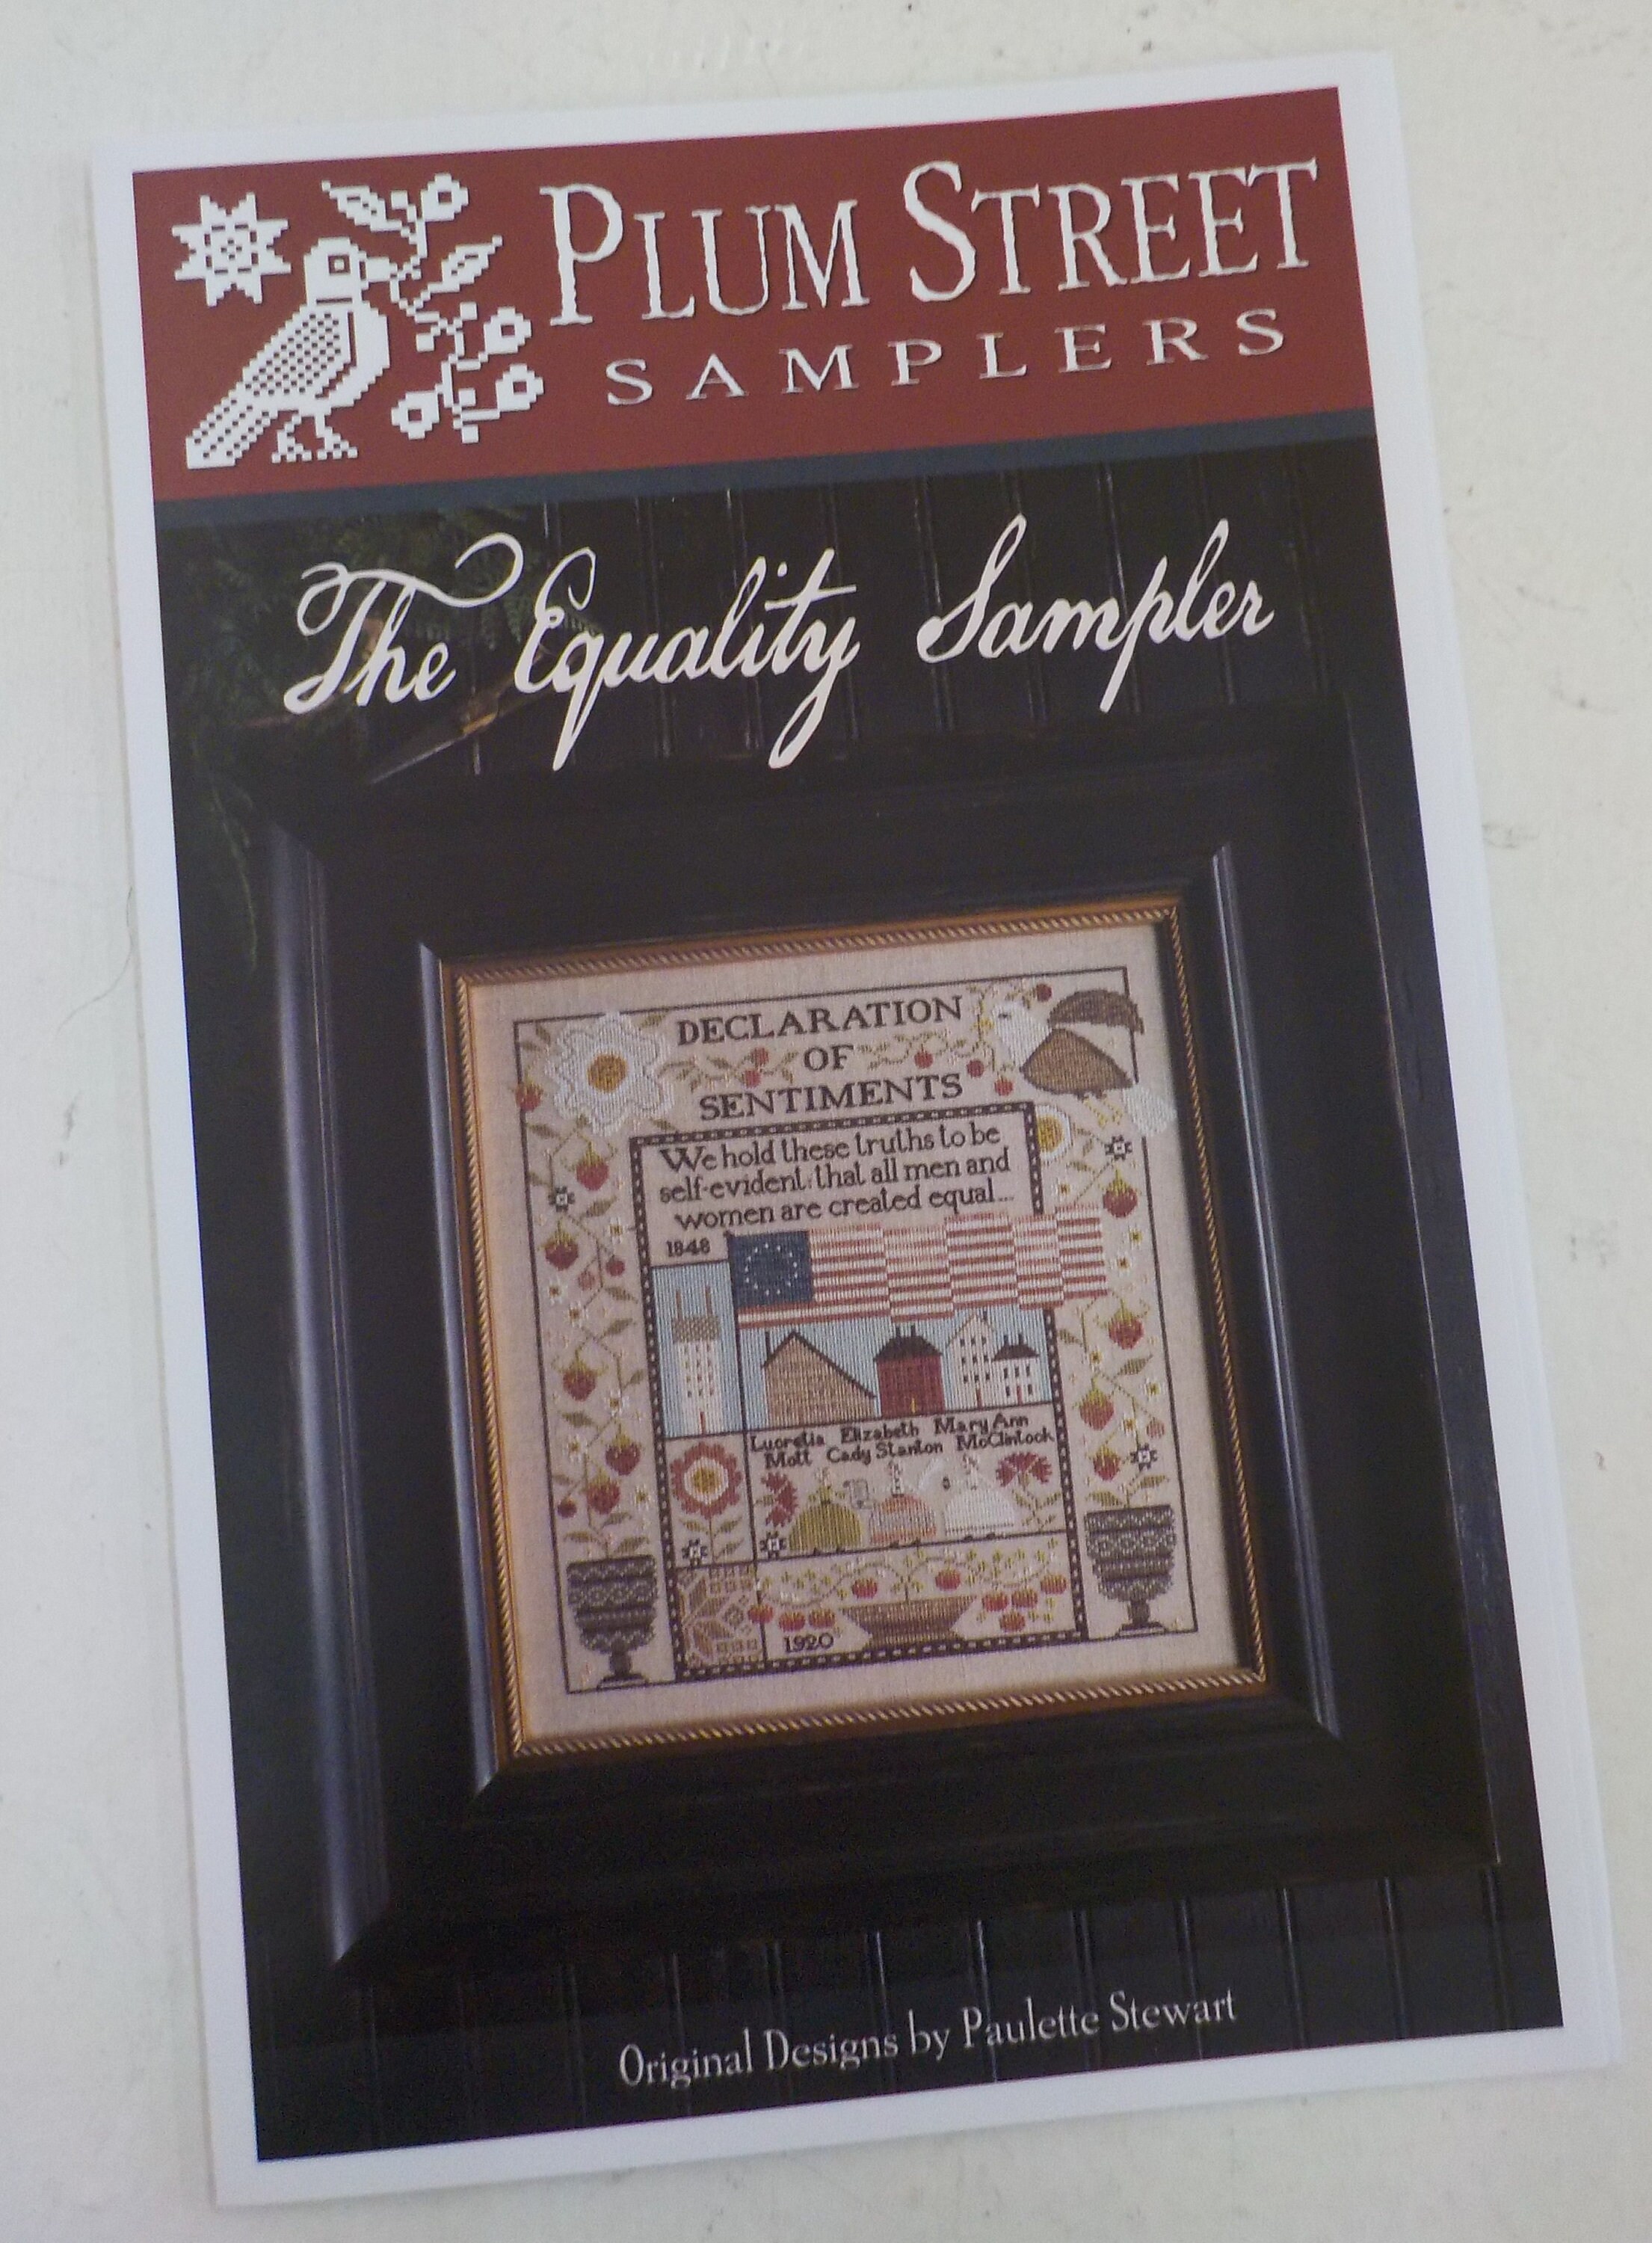 PLUM STREET
SAMPLERS
The Equality Sampler
DECLARATION
OF
SENTIMENTS
We hold these truths to be
self-evident: that all men and
women are created equal...
1848
Lucretia Elizabeth Mary Ann
Mott Cady Stanton McClintock
1920
Original Designs by Paulette Stewart